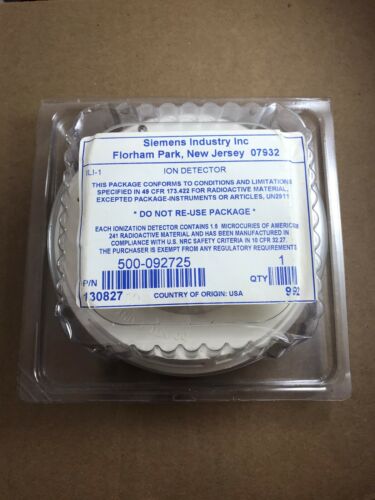 Siemens Industry Inc
Florham Park, New Jersey 07932
ILI-1 ION DETECTOR
THIS PACKAGE CONFORMS TO CONDITIONS AND LIMITATIONS
SPECIFIED IN 49 CFR 173.422 FOR RADIOACTIVE MATERIAL,
EXCEPTED PACKAGE-INSTRUMENTS OR ARTICLES, UN2911
* DO NOT RE-USE PACKAGE *
EACH IONIZATION DETECTOR CONTAINS 1.0 MICROCURIES OF AMERICAN
241 RADIOACTIVE MATERIAL AND HAS BEEN MANUFACTURED IN
COMPLIANCE WITH U.S. NRC SAFETY CRITERIA IN 10 CFR 32.27.
THE PURCHASER IS EXEMPT FROM ANY REGULATORY REQUIREMENTS
500-092725 1
P/N QTY
130827 COUNTRY OF ORIGIN: USA